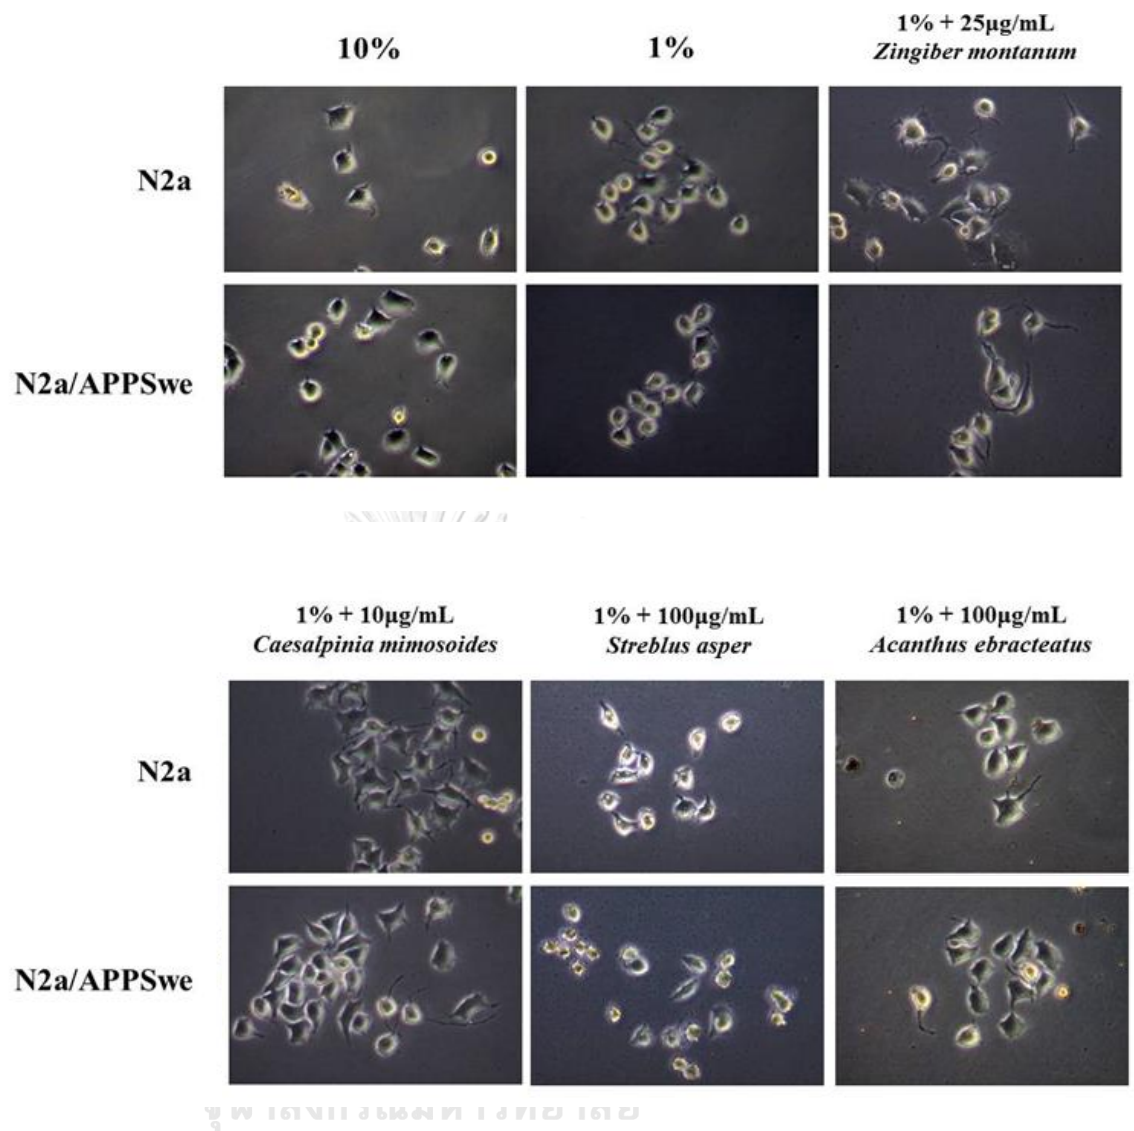 10%
1%
1% + 25µg/mL
Zingiber montanum
N2a
N2a/APPSwe
1% + 10µg/mL
Caesalpinia mimosoides
1% + 100µg/mL
Streblus asper
1% + 100µg/mL
Acanthus ebracteatus
N2a
N2a/APPSwe